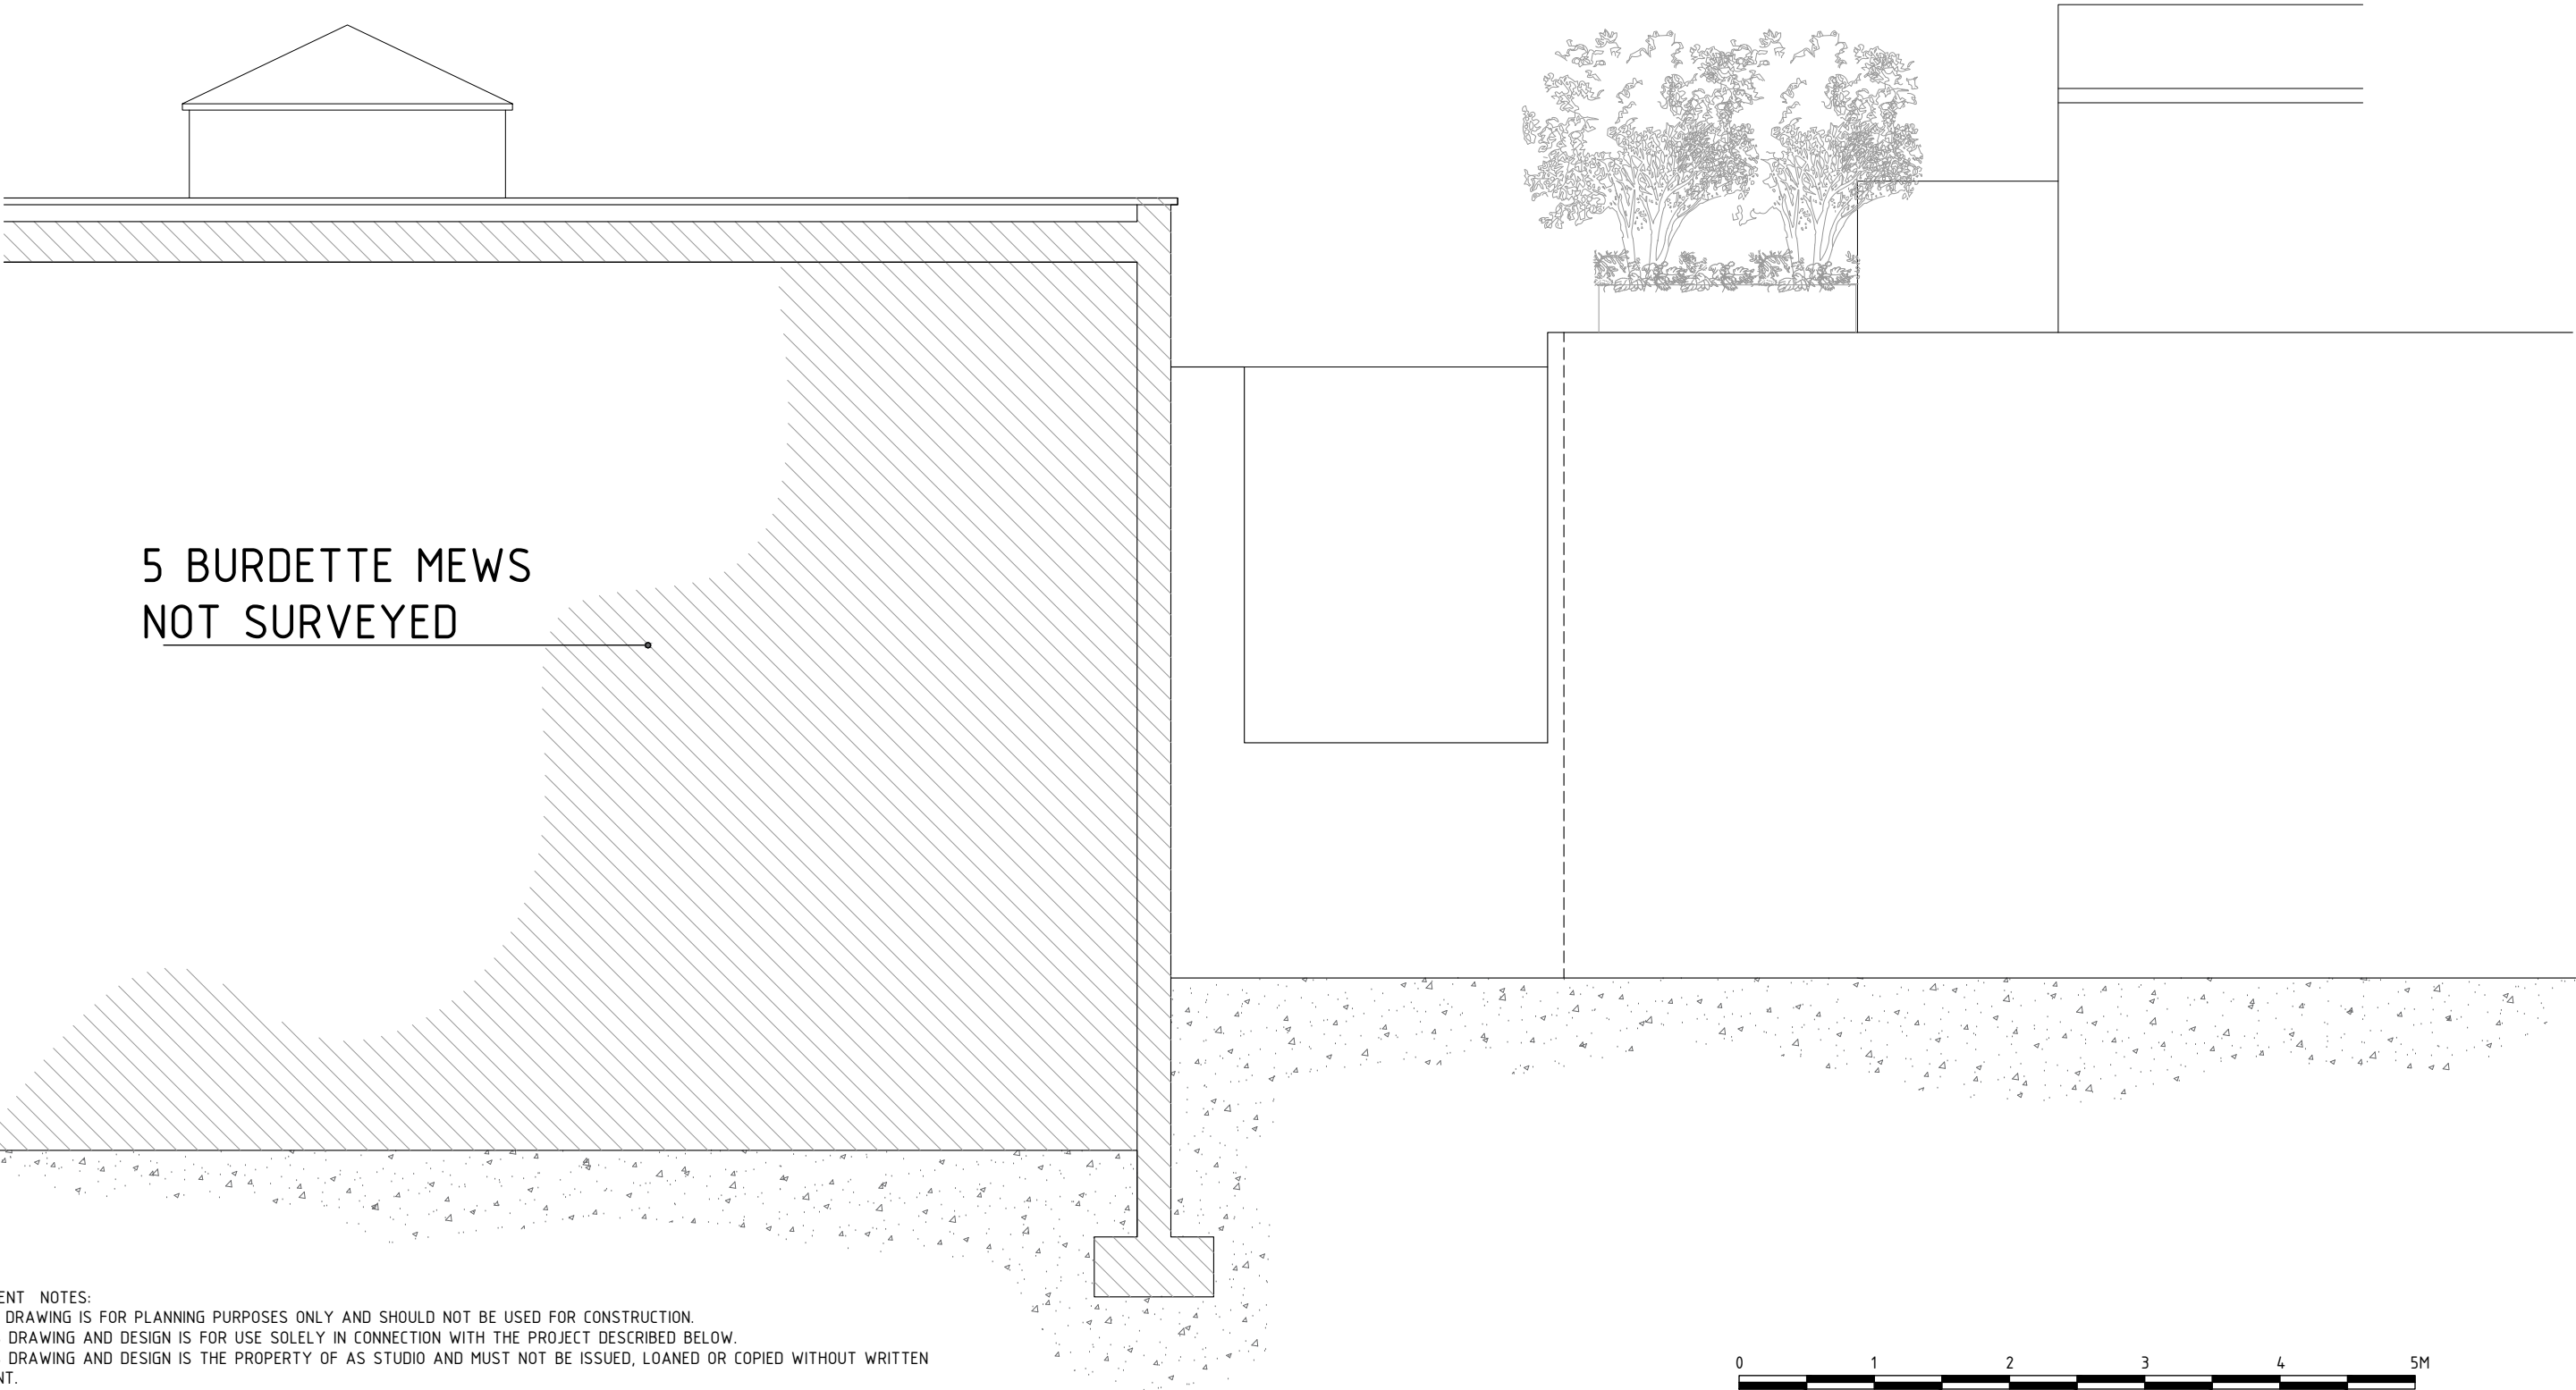 5 BURDETTE MEWS
NOT SURVEYED
ENT NOTES:
DRAWING IS FOR PLANNING PURPOSES ONLY AND SHOULD NOT BE USED FOR CONSTRUCTION.
DRAWING AND DESIGN IS FOR USE SOLELY IN CONNECTION WITH THE PROJECT DESCRIBED BELOW.
DRAWING AND DESIGN IS THE PROPERTY OF AS STUDIO AND MUST NOT BE ISSUED, LOANED OR COPIED WITHOUT WRITTEN
NT.
0 1 2 3 4 5M